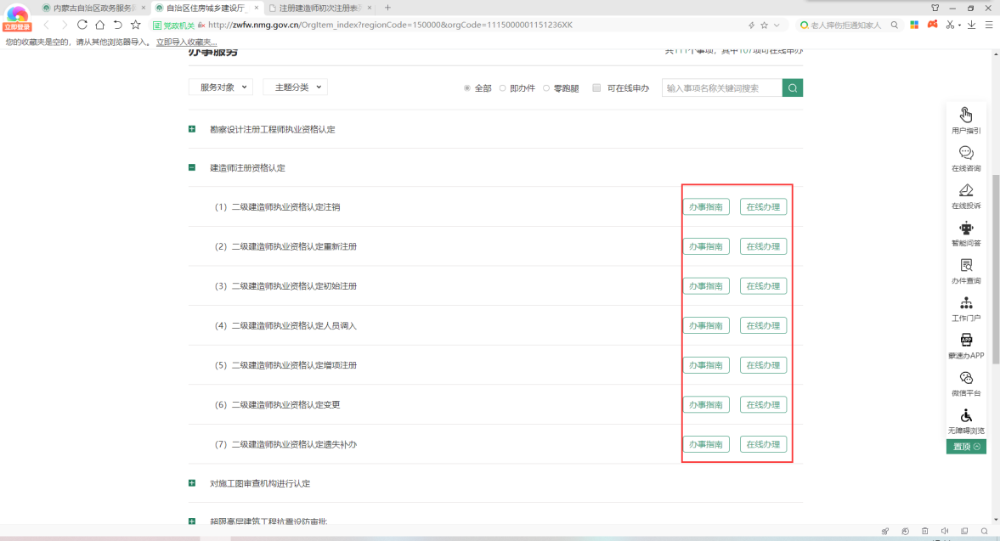 内蒙古自治区政务服务网
自治区住房城乡建设厅_
注册建造师初次注册表
立即登录
党政机关
http://zwfw.nmg.gov.cn/OrgItem_index?regionCode=150000&orgCode=1115000001151236XK
老人摔伤拒通知家人
您的收藏夹是空的，请从其他浏览器导入。 立即导入收藏夹...
办事服务
共111个事项，其中107项可在线申办
服务对象
主题分类
全部
即办件
零跑腿
可在线申办
输入事项名称关键词搜索
勘察设计注册工程师执业资格认定
建造师注册资格认定
（1）二级建造师执业资格认定注销 办事指南 在线办理
（2）二级建造师执业资格认定重新注册 办事指南 在线办理
（3）二级建造师执业资格认定初始注册 办事指南 在线办理
（4）二级建造师执业资格认定人员调入 办事指南 在线办理
（5）二级建造师执业资格认定增项注册 办事指南 在线办理
（6）二级建造师执业资格认定变更 办事指南 在线办理
（7）二级建造师执业资格认定遗失补办 办事指南 在线办理
对施工图审查机构进行认定
超限高层建筑工程抗震设防审批
用户指引
在线咨询
在线投诉
智能问答
办件查询
工作门户
APP
蒙速办APP
微信平台
无障碍浏览
置顶